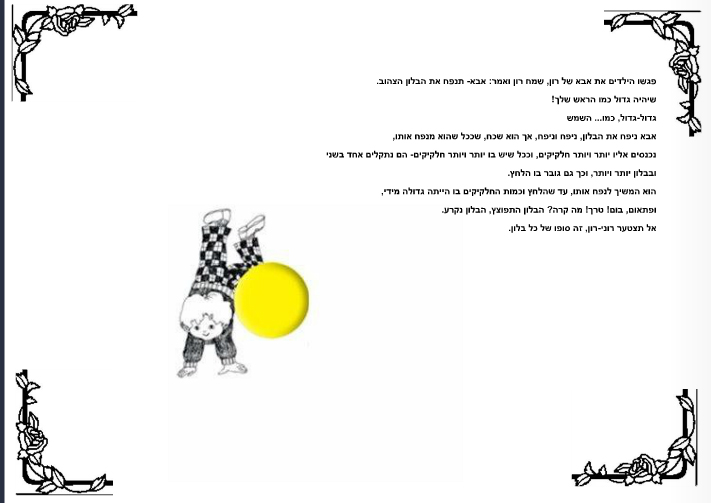 פגשו הילדים את אבא של רון, שמח רון ואמר: אבא- תנפח את הבלון הצהוב.
שיהיה גדול כמו הראש שלך!
גדול-גדול, כמו... השמש
אבא ניפח את הבלון, ניפח וניפח, אך הוא שכח, שככל שהוא מנפח אותו,
נכנסים אליו יותר ויותר חלקיקים, וככל שיש בו יותר ויותר חלקיקים- הם נתקלים אחד בשני
ובבלון יותר ויותר, וכך גם גובר בו הלחץ.
הוא המשיך לנפח אותו, עד שהלחץ וכמות החלקיקים בו הייתה גדולה מידי,
ופתאום, בום! טרך! מה קרה? הבלון התפוצץ, הבלון נקרע.
אל תצטער רוני-רון, זה סופו של כל בלון.